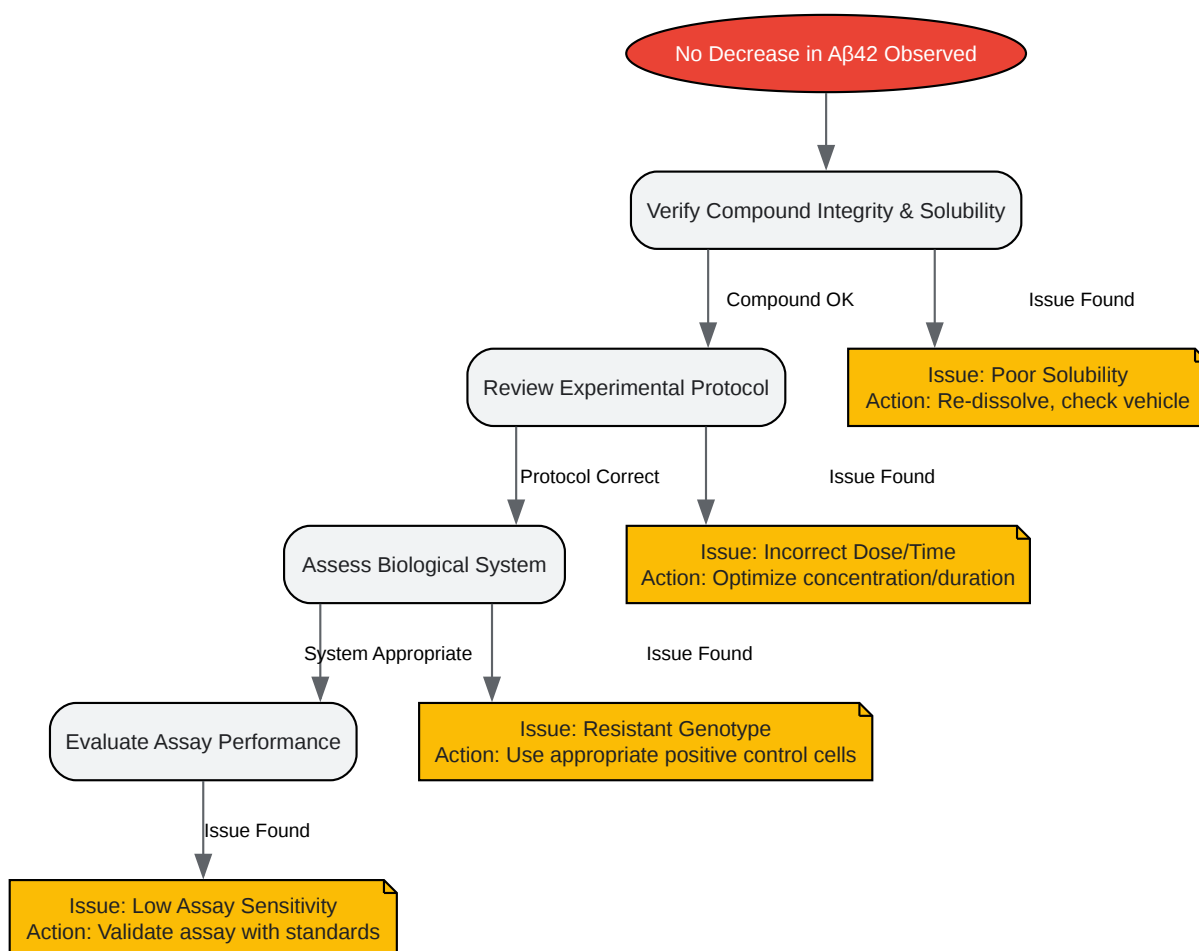 No Decrease in Aβ42 Observed
Verify Compound Integrity & Solubility
Compound OK
Issue Found
Review Experimental Protocol
Issue: Poor Solubility
Action: Re-dissolve, check vehicle
Protocol Correct
Issue Found
Assess Biological System
Issue: Incorrect Dose/Time
Action: Optimize concentration/duration
System Appropriate
Issue Found
Evaluate Assay Performance
Issue: Resistant Genotype
Action: Use appropriate positive control cells
Issue Found
Issue: Low Assay Sensitivity
Action: Validate assay with standards